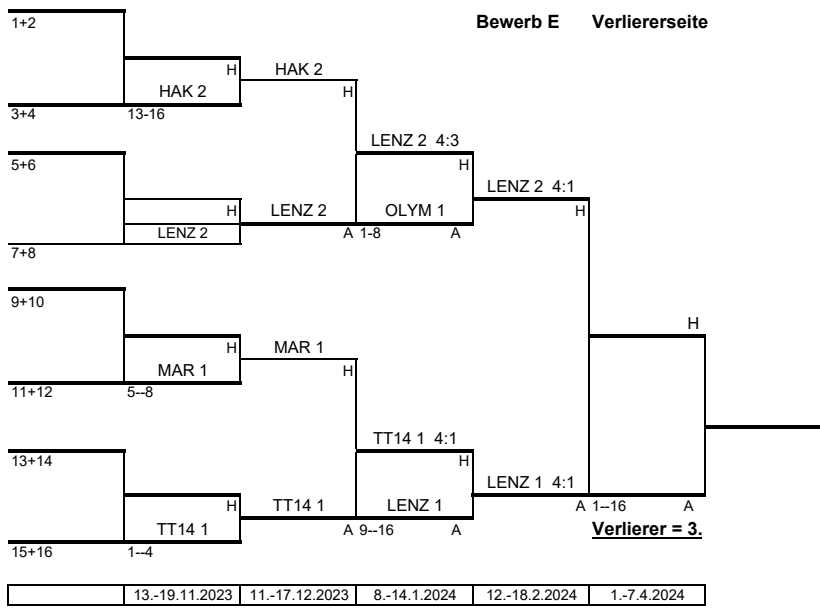 Bewerb E Verliererseite
1+2
H HAK 2
HAK 2 H
3+4 13-16
LENZ 2 4:3
5+6 H
LENZ 2 4:1
H LENZ 2 OLYM 1 H
LENZ 2 A 1-8 A
7+8
9+10
H
H MAR 1
MAR 1 H
11+12 5--8
TT14 1 4:1
13+14 H
LENZ 1 4:1
H TT14 1 LENZ 1 A 1--16 A
TT14 1 A 9--16 A Verlierer = 3.
15+16 1--4
13.-19.11.2023 11.-17.12.2023 8.-14.1.2024 12.-18.2.2024 1.-7.4.2024